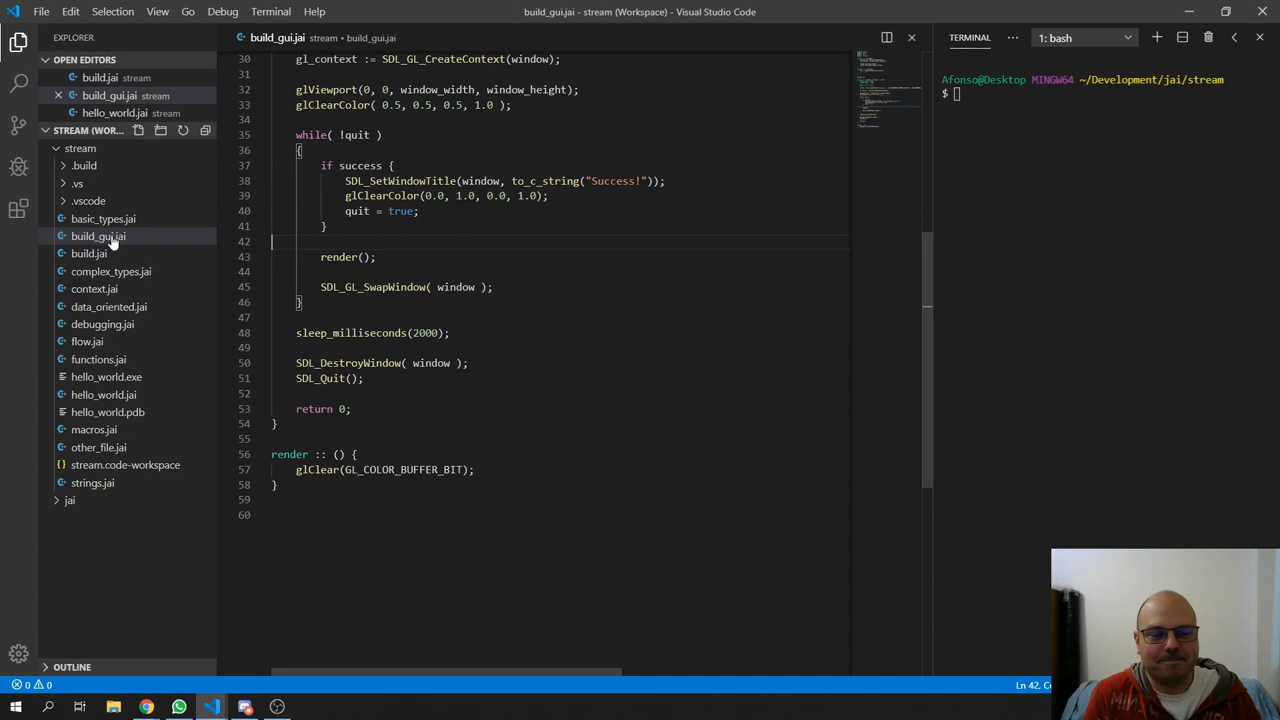 File Edit Selection View Go Debug Terminal Help
build_gui.jai - stream (Workspace) - Visual Studio Code
EXPLORER
OPEN EDITORS
build.jai stream
build_gui.jai stream
hello_world.jai stream
STREAM (WOR...
stream
.build
.vs
.vscode
basic_types.jai
build_gui.jai
build.jai
complex_types.jai
context.jai
data_oriented.jai
debugging.jai
flow.jai
functions.jai
hello_world.exe
hello_world.jai
hello_world.pdb
macros.jai
other_file.jai
stream.code-workspace
strings.jai
jai
OUTLINE
build_gui.jai stream • build_gui.jai
30 gl_context := SDL_GL_CreateContext(window);
31
32 glViewport(0, 0, window_width, window_height);
33 glClearColor( 0.5, 0.5, 0.5, 1.0 );
34
35 while( !quit )
36 {
37 if success {
38 SDL_SetWindowTitle(window, to_c_string("Success!"));
39 glClearColor(0.0, 1.0, 0.0, 1.0);
40 quit = true;
41 }
42
43 render();
44
45 SDL_GL_SwapWindow( window );
46 }
47
48 sleep_milliseconds(2000);
49
50 SDL_DestroyWindow( window );
51 SDL_Quit();
52
53 return 0;
54 }
55
56 render :: () {
57 glClear(GL_COLOR_BUFFER_BIT);
58 }
59
60
TERMINAL ... 1: bash
Afonso@Desktop MINGW64 ~/Development/jai/stream
$
0 0
Ln 42, C